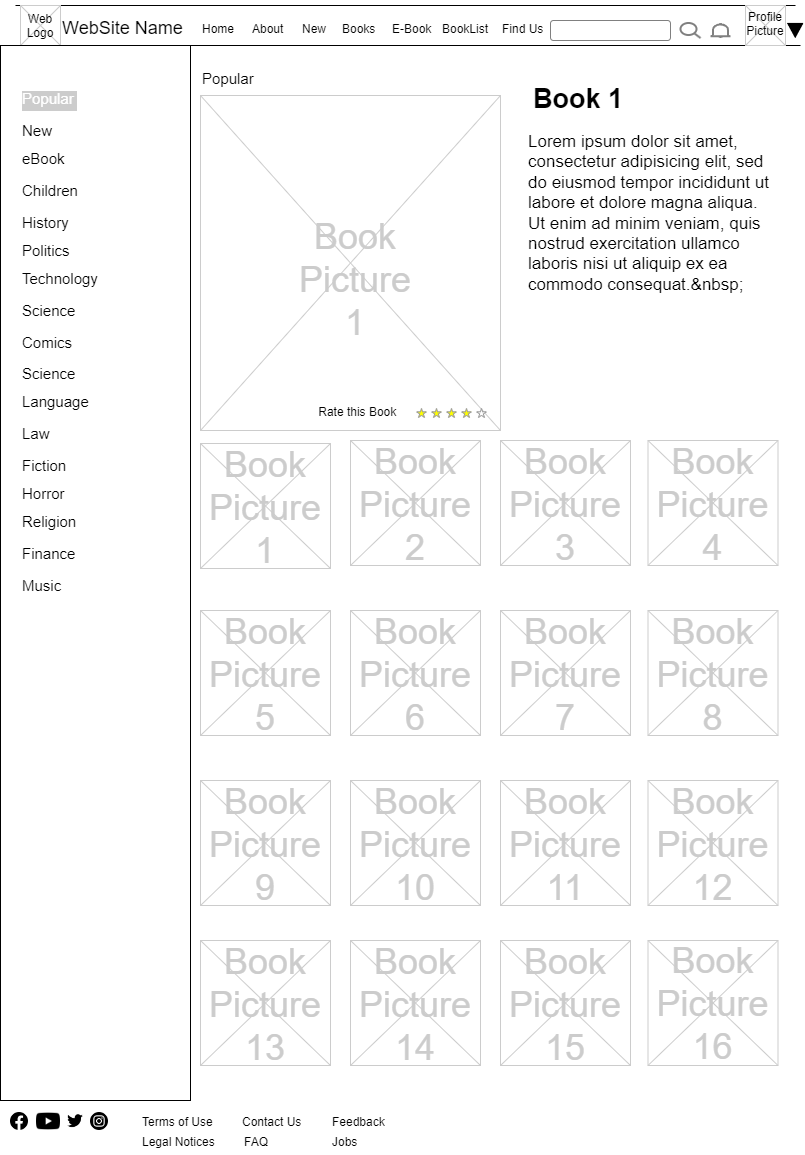 Web
Logo
WebSite Name
Home
About
New
Books
E-Book
BookList
Find Us
Profile
Picture
Popular
New
eBook
Children
History
Politics
Technology
Science
Comics
Science
Language
Law
Fiction
Horror
Religion
Finance
Music
Popular
Book
Picture
1
Rate this Book
Book 1
Lorem ipsum dolor sit amet,
consectetur adipisicing elit, sed
do eiusmod tempor incididunt ut
labore et dolore magna aliqua.
Ut enim ad minim veniam, quis
nostrud exercitation ullamco
laboris nisi ut aliquip ex ea
commodo consequat.&nbsp;
Book
Picture
1
Book
Picture
2
Book
Picture
3
Book
Picture
4
Book
Picture
5
Book
Picture
6
Book
Picture
7
Book
Picture
8
Book
Picture
9
Book
Picture
10
Book
Picture
11
Book
Picture
12
Book
Picture
13
Book
Picture
14
Book
Picture
15
Book
Picture
16
Terms of Use
Contact Us
Feedback
Legal Notices
FAQ
Jobs